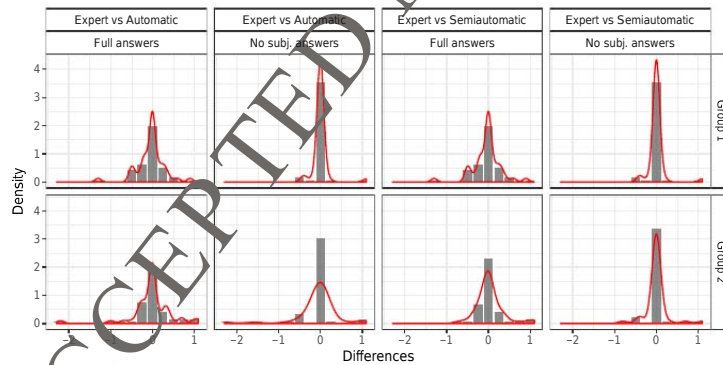 Expert vs Automatic Expert vs Automatic Expert vs Semiautomatic Expert vs Semiautomatic
Full answers No subj. answers Full answers No subj. answers
4
3
2
1
0
Group 1
4
3
2
1
0
Group 2
Density
−2 −1 0 1 −2 −1 0 1 −2 −1 0 1 −2 −1 0 1
Differences
CCEPTED